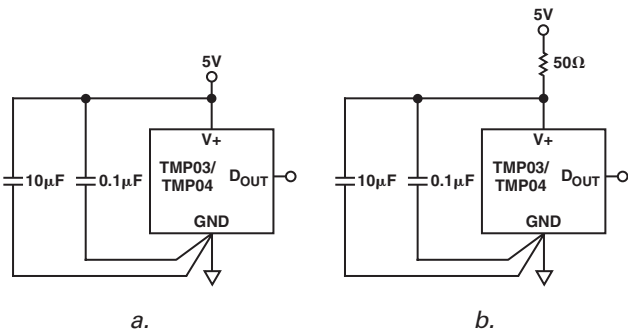 5V
V+
10μF
0.1μF
TMP03/
TMP04
DOUT
GND
a.
5V
50Ω
V+
10μF
0.1μF
TMP03/
TMP04
DOUT
GND
b.